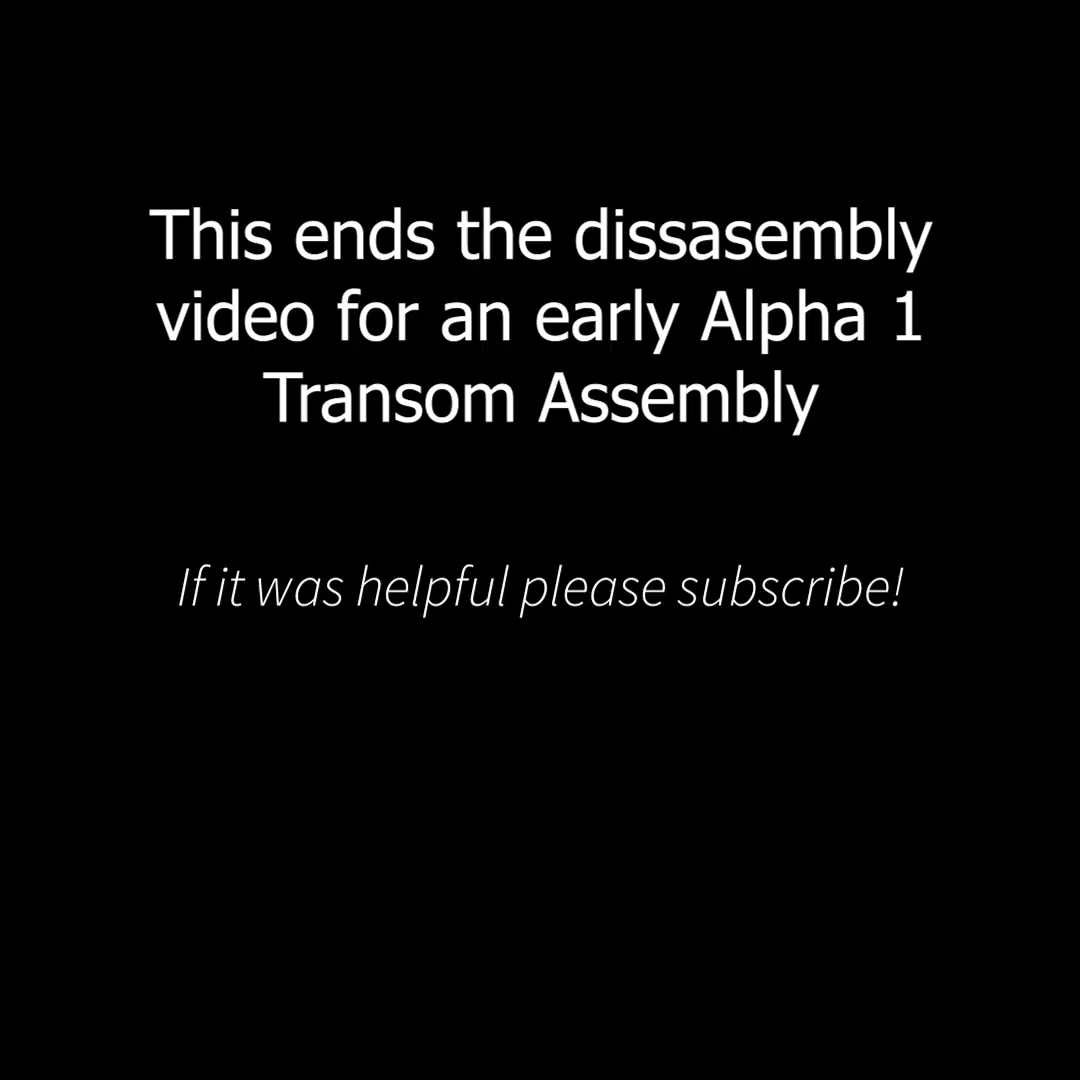 This ends the dissasembly
video for an early Alpha 1
Transom Assembly
If it was helpful please subscribe!